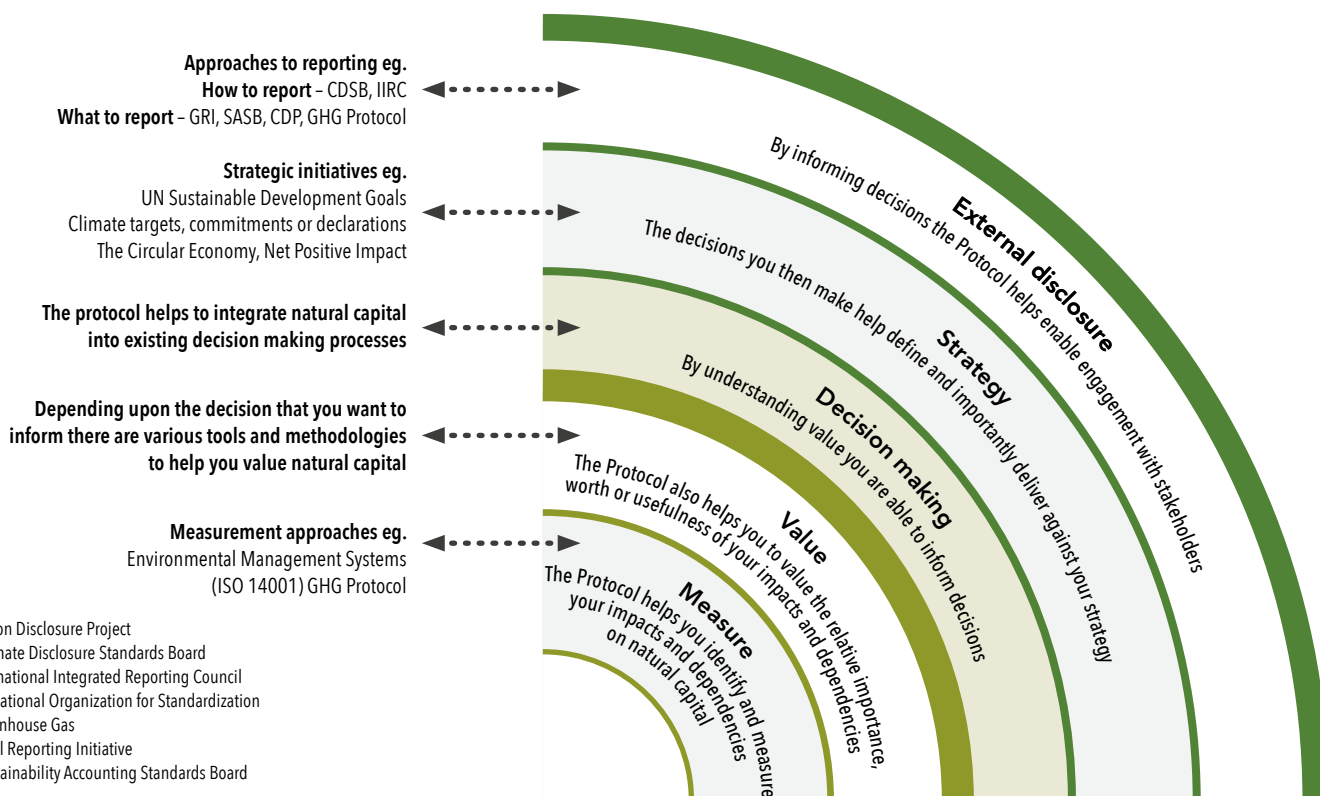 Approaches to reporting eg.
How to report – CDSB, IIRC
What to report – GRI, SASB, CDP, GHG Protocol
Strategic initiatives eg.
UN Sustainable Development Goals
Climate targets, commitments or declarations
The Circular Economy, Net Positive Impact
The protocol helps to integrate natural capital
into existing decision making processes
Depending upon the decision that you want to
inform there are various tools and methodologies
to help you value natural capital
Measurement approaches eg.
Environmental Management Systems
(ISO 14001) GHG Protocol
on Disclosure Project
nate Disclosure Standards Board
national Integrated Reporting Council
ational Organization for Standardization
nhouse Gas
l Reporting Initiative
ainability Accounting Standards Board
External disclosure
By informing decisions the Protocol helps enable engagement with stakeholders
Strategy
The decisions you then make help define and importantly deliver against your strategy
Decision making
By understanding value you are able to inform decisions
Value
The Protocol also helps you to value the relative importance,
worth or usefulness of your impacts and dependencies
Measure
The Protocol helps you identify and measure
your impacts and dependencies
on natural capital